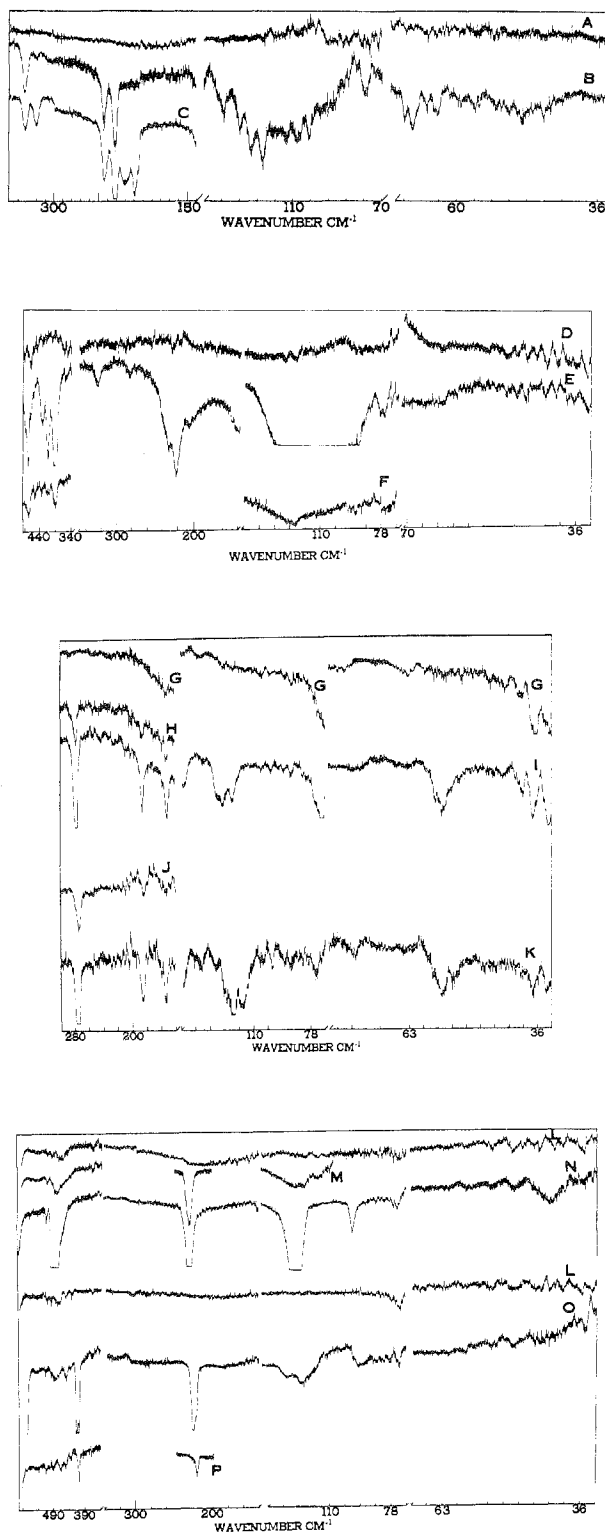 A
B
C
300 150 110 70 60 36
WAVENUMBER CM⁻¹
D
E
F
440 340 300 200 110 78 70 36
WAVENUMBER CM⁻¹
G G G
H
I
J
K
280 200 110 78 63 36
WAVENUMBER CM⁻¹
L
M N
L
O
P
490 390 300 200 110 78 63 36
WAVENUMBER CM⁻¹